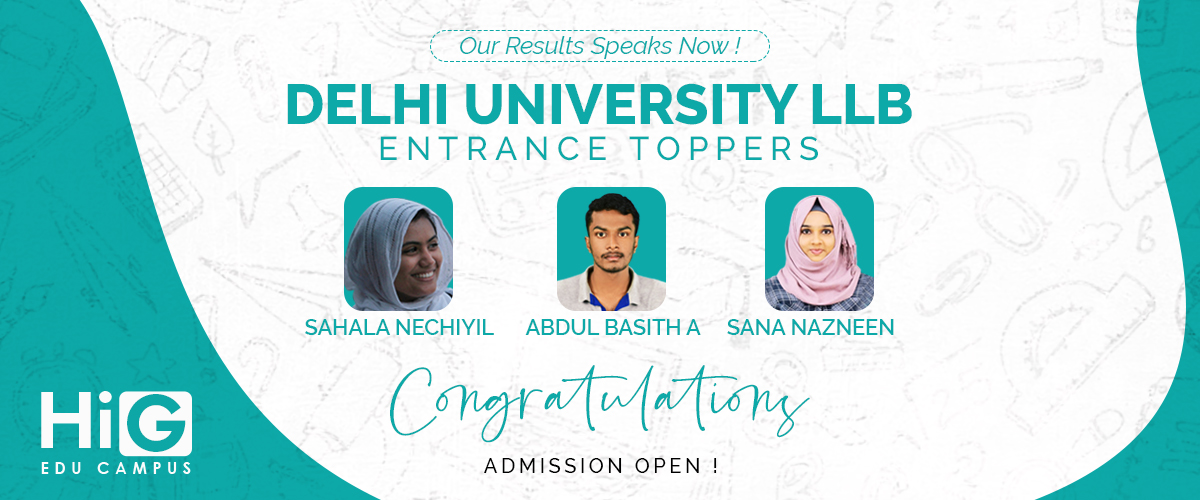 Our Results Speaks Now !
DELHI UNIVERSITY LLB
ENTRANCE TOPPERS
SAHALA NECHIYIL
ABDUL BASITH A
SANA NAZNEEN
Congratulations
HiG
EDU CAMPUS
ADMISSION OPEN !